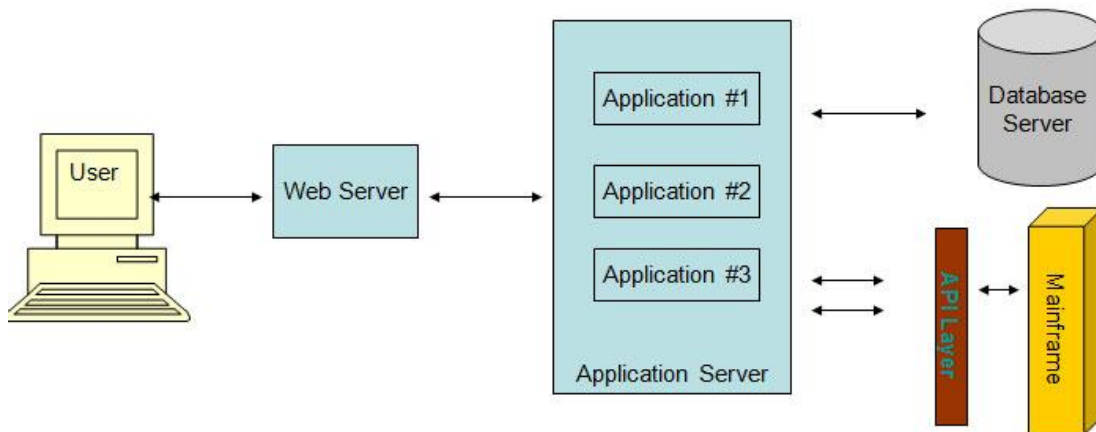 User
Web Server
Application #1
Application #2
Application #3
Application Server
Database
Server
API Layer
Mainframe